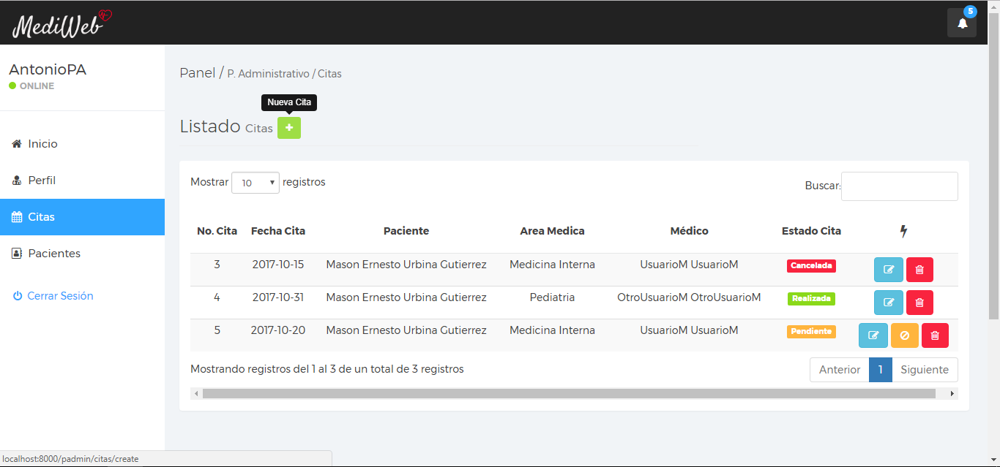 MediWeb
5
AntonioPA
ONLINE
Panel / P. Administrativo / Citas
Nueva Cita
Listado Citas
Inicio
Perfil
Citas
Pacientes
Cerrar Sesión
Mostrar 10 registros
Buscar:
No. Cita Fecha Cita Paciente Area Medica Médico Estado Cita
3 2017-10-15 Mason Ernesto Urbina Gutierrez Medicina Interna UsuarioM UsuarioM Cancelada
4 2017-10-31 Mason Ernesto Urbina Gutierrez Pediatria OtroUsuarioM OtroUsuarioM Realizada
5 2017-10-20 Mason Ernesto Urbina Gutierrez Medicina Interna UsuarioM UsuarioM Pendiente
Mostrando registros del 1 al 3 de un total de 3 registros
Anterior 1 Siguiente
localhost:8000/padmin/citas/create